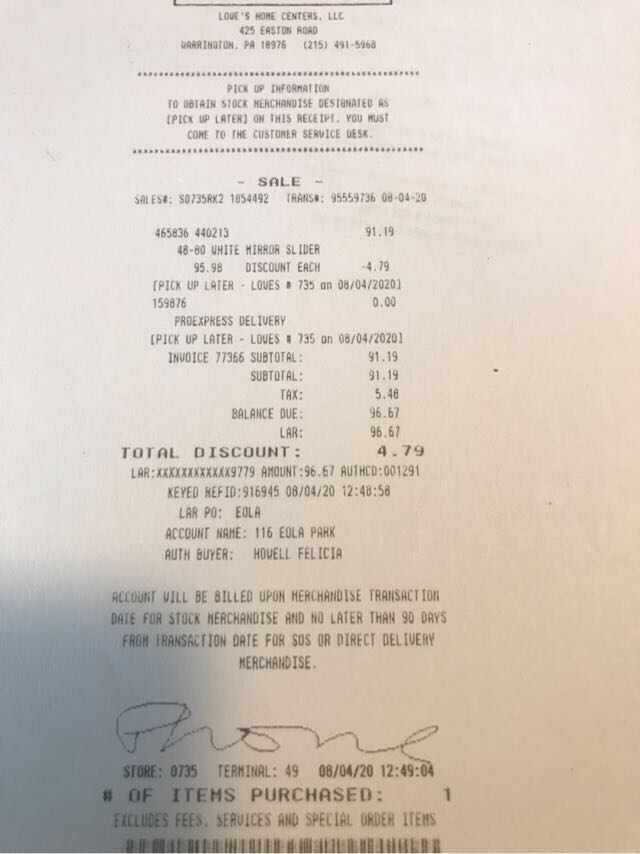 LOWE'S HOME CENTERS, LLC
425 EASTON ROAD
WARRINGTON, PA 18976 (215) 491-5968
PICK UP INFORMATION
TO OBTAIN STOCK MERCHANDISE DESIGNATED AS
[PICK UP LATER] ON THIS RECEIPT, YOU MUST
COME TO THE CUSTOMER SERVICE DESK.
- SALE -
SALES#: S0735RK2 1854492 TRANS#: 95559736 08-04-20
465836 440213 91.19
48-80 WHITE MIRROR SLIDER
95.98 DISCOUNT EACH -4.79
[PICK UP LATER - LOWES # 735 on 08/04/2020]
159876 0.00
PROEXPRESS DELIVERY
[PICK UP LATER - LOWES # 735 on 08/04/2020]
INVOICE 77366 SUBTOTAL: 91.19
SUBTOTAL: 91.19
TAX: 5.48
BALANCE DUE: 96.67
LAR: 96.67
TOTAL DISCOUNT: 4.79
LAR:XXXXXXXXXXXX9779 AMOUNT:96.67 AUTHCD:001291
KEYED REFID:916945 08/04/20 12:48:58
LAR PO: EOLA
ACCOUNT NAME: 116 EOLA PARK
AUTH BUYER: HOWELL FELICIA
ACCOUNT WILL BE BILLED UPON MERCHANDISE TRANSACTION
DATE FOR STOCK MERCHANDISE AND NO LATER THAN 90 DAYS
FROM TRANSACTION DATE FOR SOS OR DIRECT DELIVERY
MERCHANDISE.
Phone
STORE: 0735 TERMINAL: 49 08/04/20 12:49:04
# OF ITEMS PURCHASED: 1
EXCLUDES FEES, SERVICES AND SPECIAL ORDER ITEMS